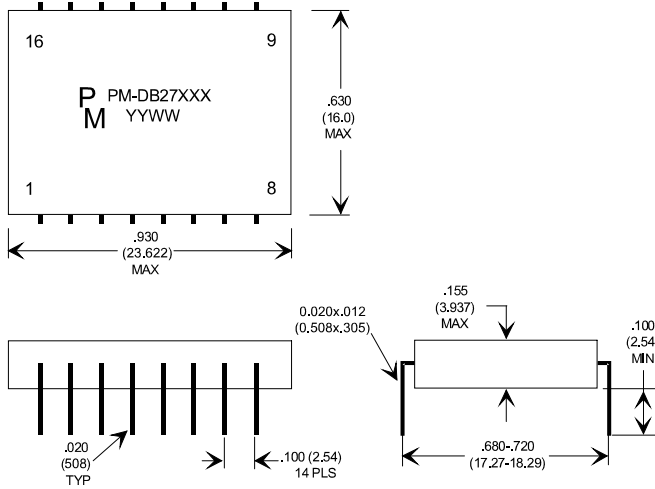 16
9
P PM-DB27XXX
M YYWW
.630
(16.0)
MAX
1
8
.930
(23.622)
MAX
.155
(3.937)
MAX
0.020x.012
(0.508x.305)
.100
(2.54
MIN
.020
(508)
TYP
.100 (2.54)
14 PLS
.680-.720
(17.27-18.29)